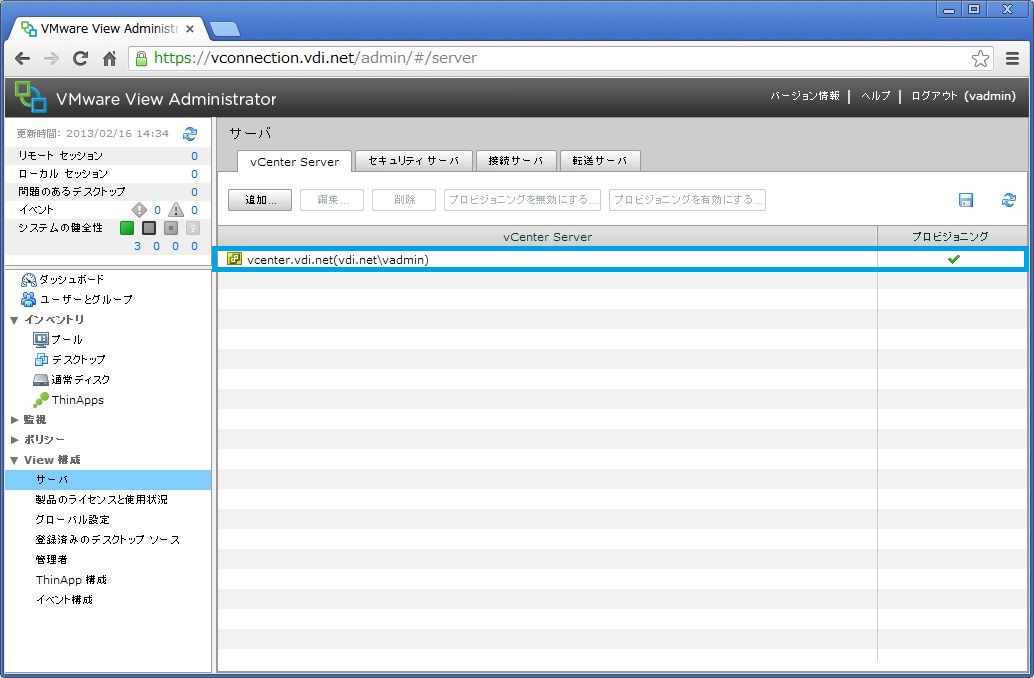 VMware View Administr
https://vconnection.vdi.net/admin/#/server
VMware View Administrator
バージョン情報 | ヘルプ | ログアウト (vadmin)
更新時間: 2013/02/16 14:34
リモート セッション 0
ローカル セッション 0
問題のあるデスクトップ 0
イベント 0 0
システムの健全性
3 0 0 0
ダッシュボード
ユーザーとグループ
インベントリ
プール
デスクトップ
通常ディスク
ThinApps
監視
ポリシー
View 構成
サーバ
製品のライセンスと使用状況
グローバル設定
登録済みのデスクトップ ソース
管理者
ThinApp 構成
イベント構成
サーバ
vCenter Server セキュリティ サーバ 接続サーバ 転送サーバ
追加... 編集... 削除 プロビジョニングを無効にする... プロビジョニングを有効にする...
vCenter Server プロビジョニング
vcenter.vdi.net(vdi.net\vadmin)